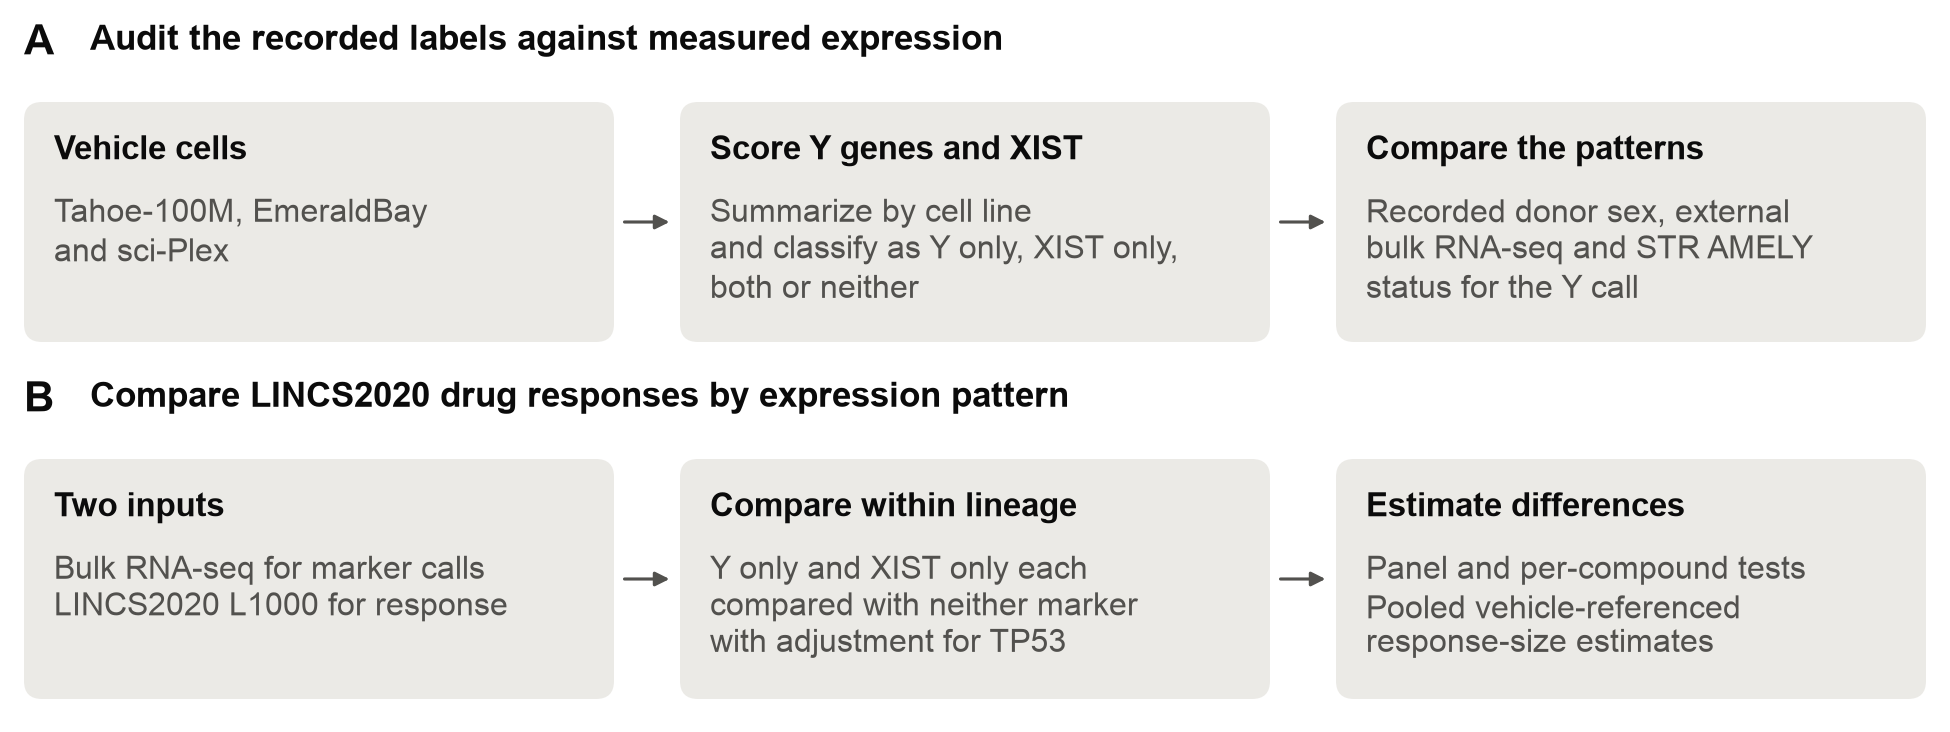 A Audit the recorded labels against measured expression
Vehicle cells
Tahoe-100M, EmeraldBay
and sci-Plex
Score Y genes and XIST
Summarize by cell line
and classify as Y only, XIST only,
both or neither
Compare the patterns
Recorded donor sex, external
bulk RNA-seq and STR AMELY
status for the Y call
B Compare LINCS2020 drug responses by expression pattern
Two inputs
Bulk RNA-seq for marker calls
LINCS2020 L1000 for response
Compare within lineage
Y only and XIST only each
compared with neither marker
with adjustment for TP53
Estimate differences
Panel and per-compound tests
Pooled vehicle-referenced
response-size estimates